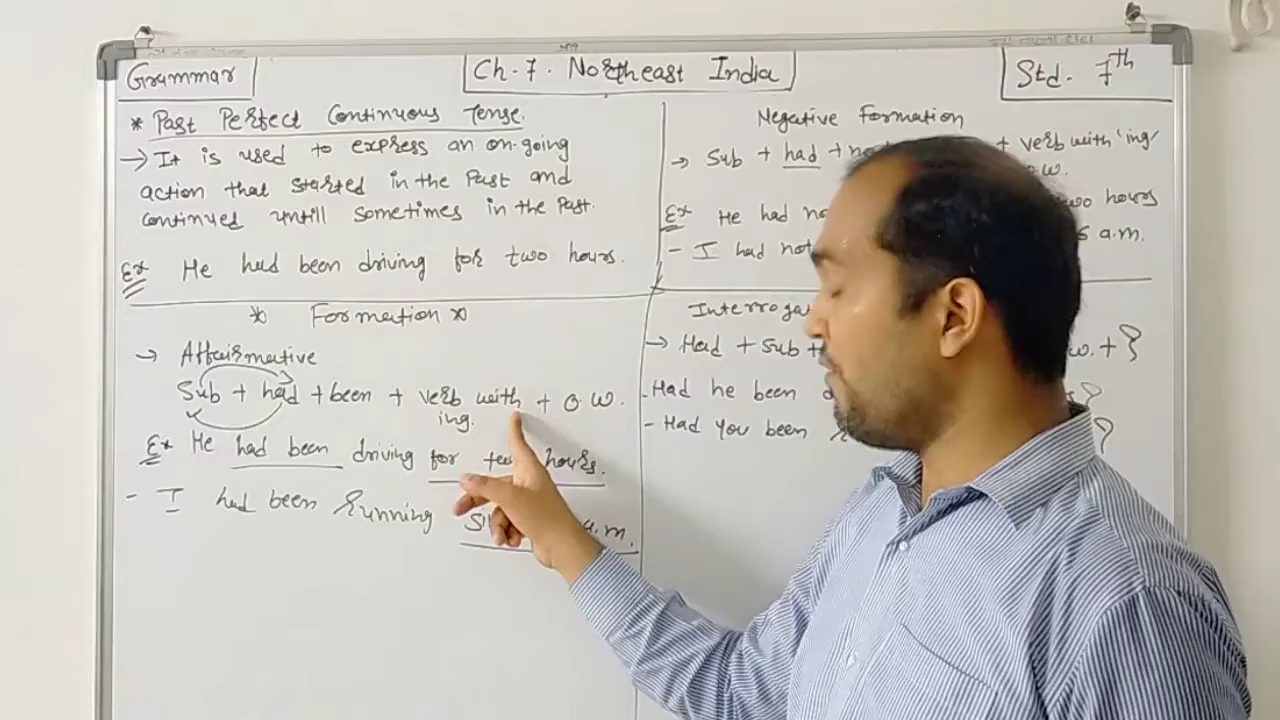 Grammar
Ch-7. Northeast India
Std. 7th
* Past Perfect Continuous Tense.
→ It is used to express an on-going
action that started in the Past and
continued untill sometimes in the Past.
Ex He had been driving for two hours.
* Formation *
→ Affairmative
Sub + had + been + verb with + O.W.
ing.
Ex He had been driving for hours.
- I had been running a.m.
Negative Formation
→ Sub + had + + verb with 'ing'
Ex He had two hours
- I had not a.m.
→ Had + Sub + + ?
- Had he been ?
- Had you been ?